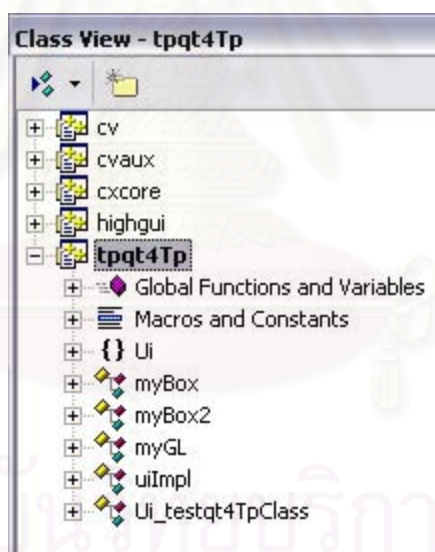 Class View - tpqt4Tp
cv
cvaux
cxcore
highgui
tpqt4Tp
Global Functions and Variables
Macros and Constants
{} Ui
myBox
myBox2
myGL
uiImpl
Ui_testqt4TpClass